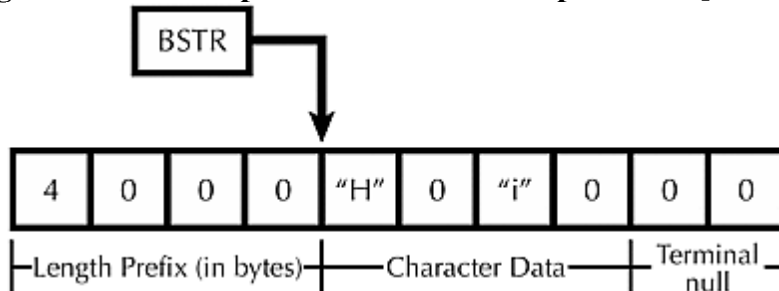 BSTR
4 0 0 0 "H" 0 "i" 0 0 0
Length Prefix (in bytes) Character Data Terminal
null